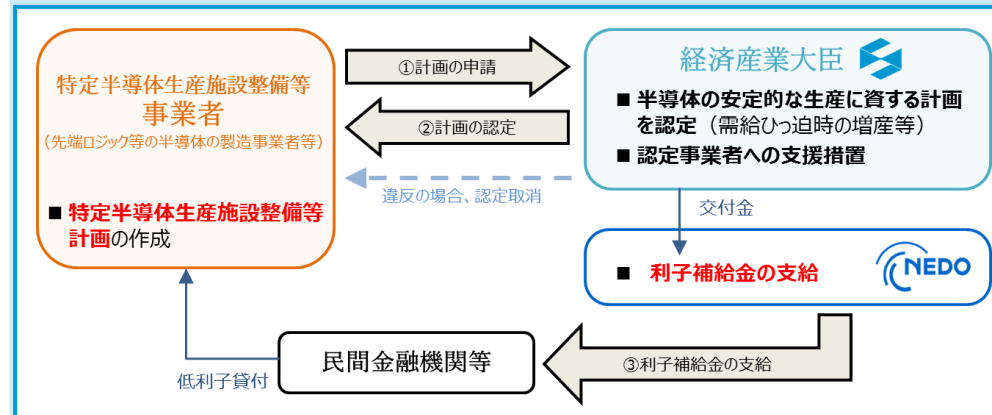 特定半導体生産施設整備等
事業者
(先端ロジック等の半導体の製造事業者等)
■ 特定半導体生産施設整備等
計画の作成
①計画の申請
②計画の認定
違反の場合、認定取消
経済産業大臣
■ 半導体の安定的な生産に資する計画
を認定（需給ひっ迫時の増産等）
■ 認定事業者への支援措置
交付金
■ 利子補給金の支給
NEDO
③利子補給金の支給
民間金融機関等
低利子貸付